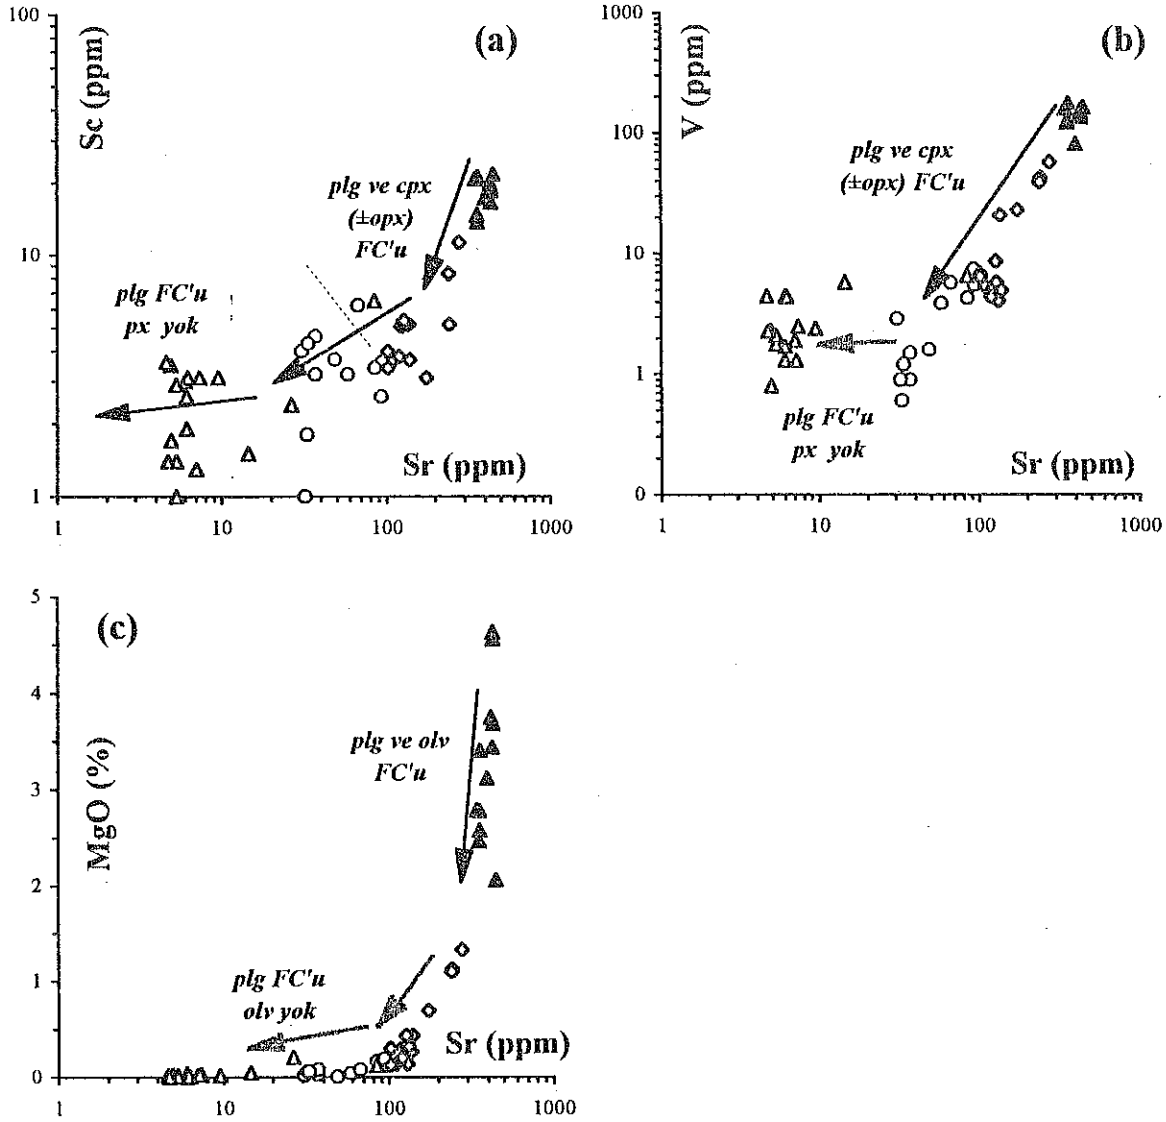 (a)
Sc (ppm)
100
10
1
plg ve cpx
(±opx)
FC'u
plg FC'u
px yok
Sr (ppm)
1
10
100
1000
(b)
V (ppm)
1000
100
10
1
0
plg ve cpx
(±opx) FC'u
plg FC'u
px yok
Sr (ppm)
1
10
100
1000
(c)
MgO (%)
5
4
3
2
1
0
plg ve olv
FC'u
plg FC'u
olv yok
Sr (ppm)
1
10
100
1000